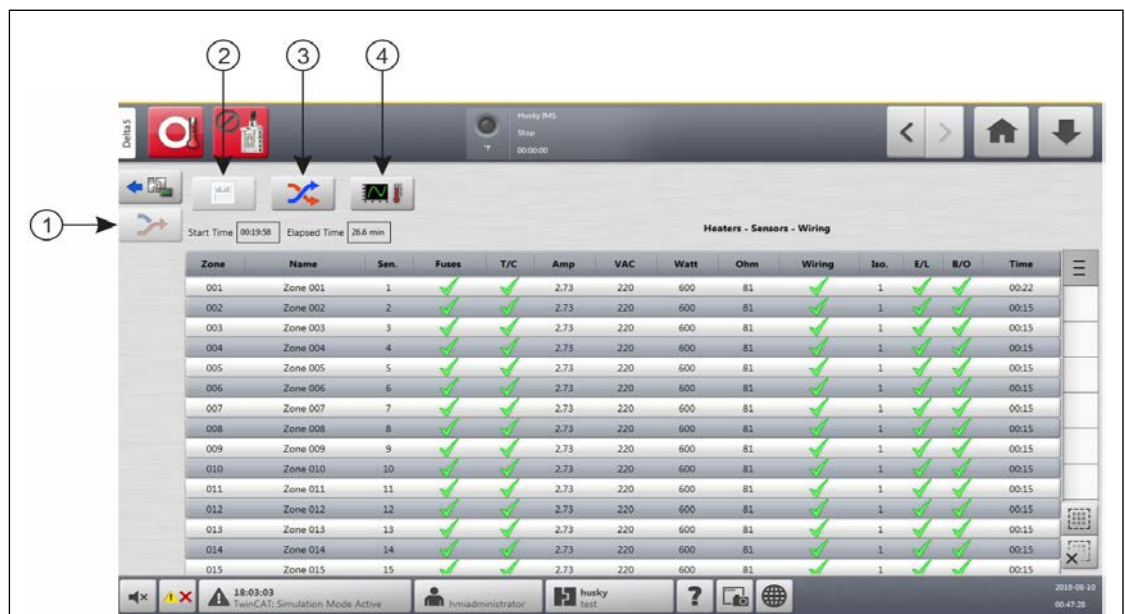 2 3 4
1
Delta5
Husky IMS
Stop
°F 00:00:00
Start Time 00:19:58 Elapsed Time 26.6 min Heaters - Sensors - Wiring
Zone Name Sen. Fuses T/C Amp VAC Watt Ohm Wiring Iso. E/L B/O Time
001 Zone 001 1 2.73 220 600 81 1 00:22
002 Zone 002 2 2.73 220 600 81 1 00:15
003 Zone 003 3 2.73 220 600 81 1 00:15
004 Zone 004 4 2.73 220 600 81 1 00:15
005 Zone 005 5 2.73 220 600 81 1 00:15
006 Zone 006 6 2.73 220 600 81 1 00:15
007 Zone 007 7 2.73 220 600 81 1 00:15
008 Zone 008 8 2.73 220 600 81 1 00:15
009 Zone 009 9 2.73 220 600 81 1 00:15
010 Zone 010 10 2.73 220 600 81 1 00:15
011 Zone 011 11 2.73 220 600 81 1 00:15
012 Zone 012 12 2.73 220 600 81 1 00:15
013 Zone 013 13 2.73 220 600 81 1 00:15
014 Zone 014 14 2.73 220 600 81 1 00:15
015 Zone 015 15 2.73 220 600 81 1 00:15
18:03:03
TwinCAT: Simulation Mode Active
hmiadministrator
husky
test
?
2019-08-10
00:47:28